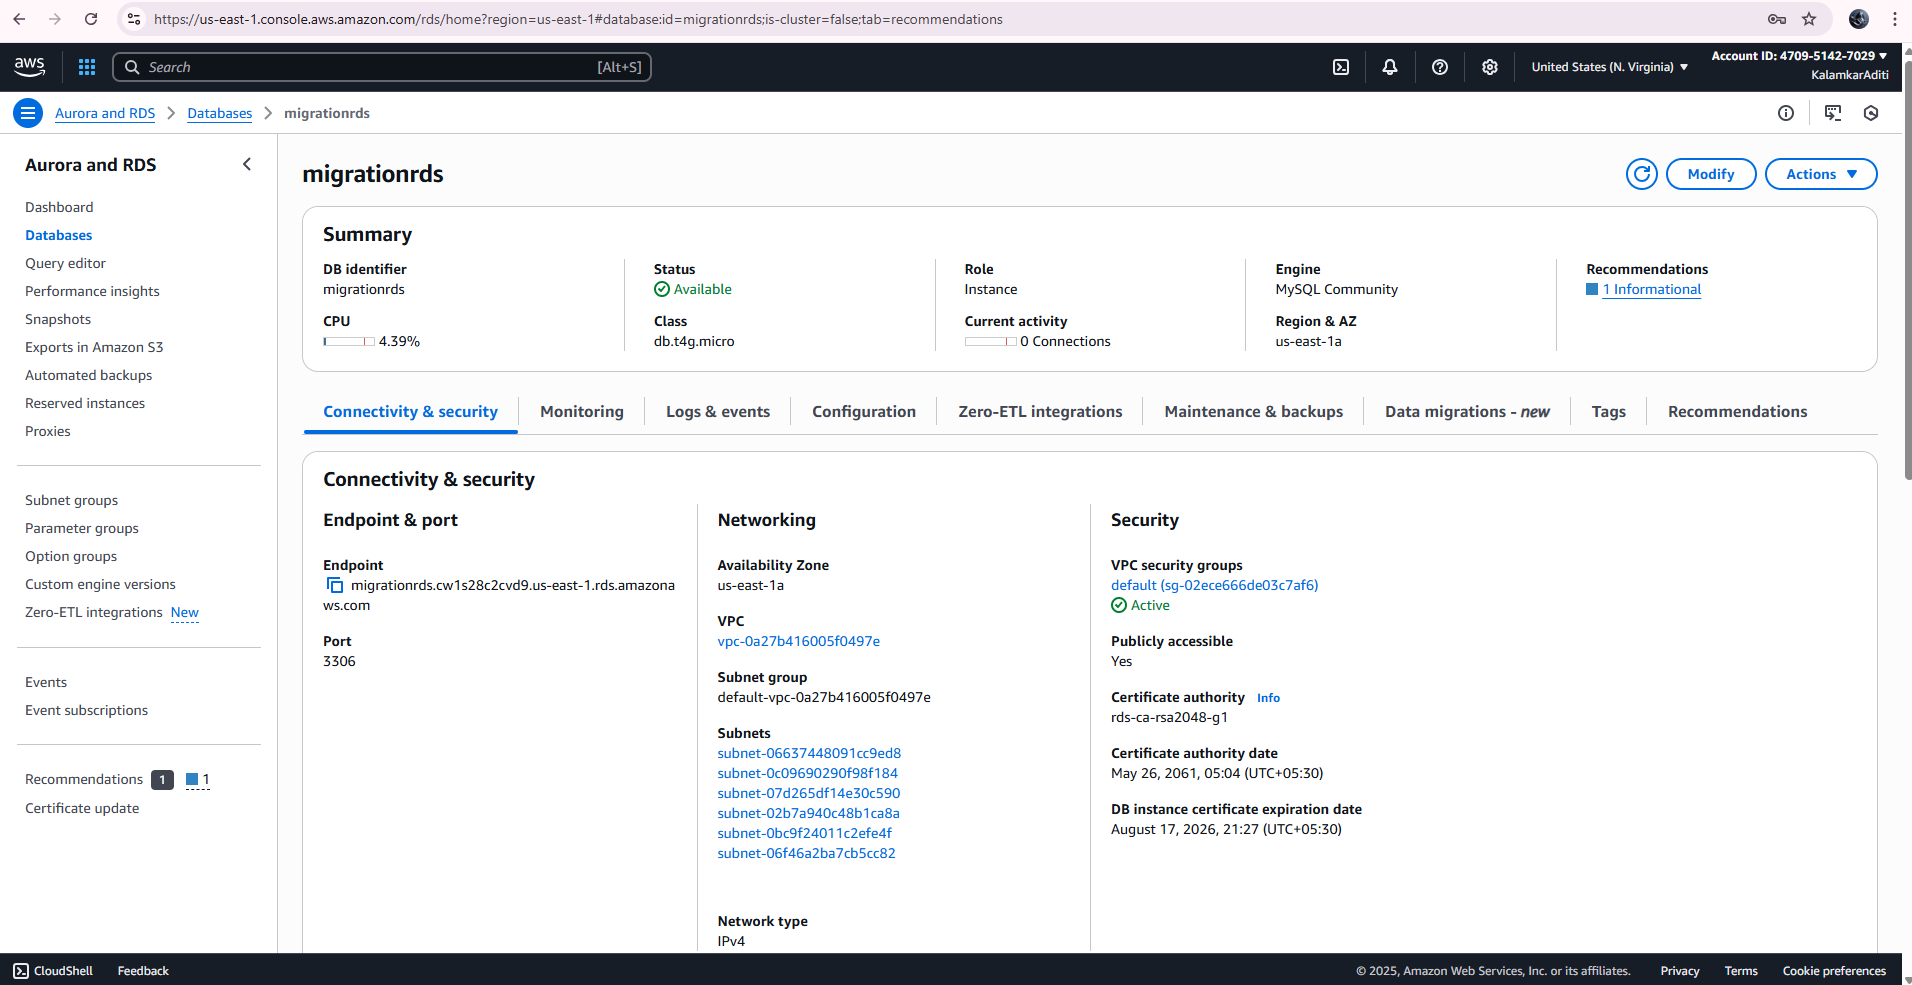 https://us-east-1.console.aws.amazon.com/rds/home?region=us-east-1#database:id=migrationrds;is-cluster=false;tab=recommendations
aws
Search
[Alt+S]
United States (N. Virginia)
Account ID: 4709-5142-7029
KalamkarAditi
Aurora and RDS
Databases
migrationrds
Aurora and RDS
Dashboard
Databases
Query editor
Performance insights
Snapshots
Exports in Amazon S3
Automated backups
Reserved instances
Proxies
Subnet groups
Parameter groups
Option groups
Custom engine versions
Zero-ETL integrations New
Events
Event subscriptions
Recommendations 1 1
Certificate update
migrationrds
Modify
Actions
Summary
DB identifier
migrationrds
CPU
4.39%
Status
Available
Class
db.t4g.micro
Role
Instance
Current activity
0 Connections
Engine
MySQL Community
Region & AZ
us-east-1a
Recommendations
1 Informational
Connectivity & security
Monitoring
Logs & events
Configuration
Zero-ETL integrations
Maintenance & backups
Data migrations - new
Tags
Recommendations
Connectivity & security
Endpoint & port
Endpoint
migrationrds.cw1s28c2cvd9.us-east-1.rds.amazona
ws.com
Port
3306
Networking
Availability Zone
us-east-1a
VPC
vpc-0a27b416005f0497e
Subnet group
default-vpc-0a27b416005f0497e
Subnets
subnet-06637448091cc9ed8
subnet-0c09690290f98f184
subnet-07d265df14e30c590
subnet-02b7a940c48b1ca8a
subnet-0bc9f24011c2efe4f
subnet-06f46a2ba7cb5cc82
Network type
IPv4
Security
VPC security groups
default (sg-02ece666de03c7af6)
Active
Publicly accessible
Yes
Certificate authority Info
rds-ca-rsa2048-g1
Certificate authority date
May 26, 2061, 05:04 (UTC+05:30)
DB instance certificate expiration date
August 17, 2026, 21:27 (UTC+05:30)
CloudShell
Feedback
© 2025, Amazon Web Services, Inc. or its affiliates.
Privacy
Terms
Cookie preferences